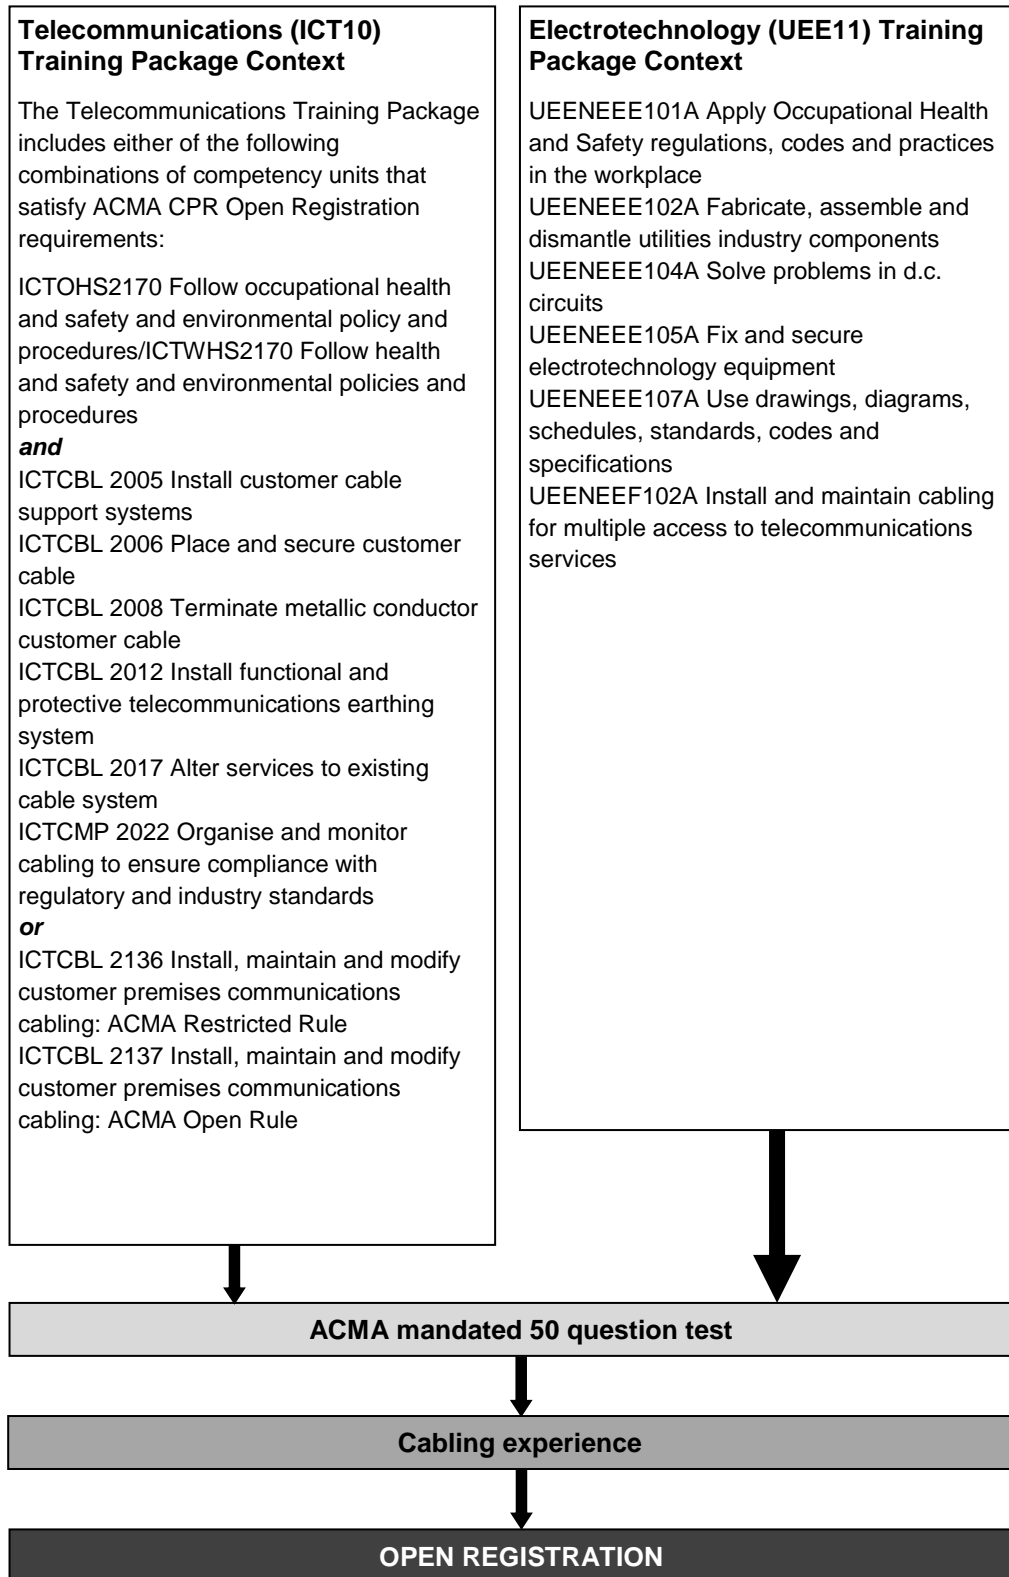 Telecommunications (ICT10)
Training Package Context
The Telecommunications Training Package
includes either of the following
combinations of competency units that
satisfy ACMA CPR Open Registration
requirements:
ICTOHS2170 Follow occupational health
and safety and environmental policy and
procedures/ICTWHS2170 Follow health
and safety and environmental policies and
procedures
and
ICTCBL 2005 Install customer cable
support systems
ICTCBL 2006 Place and secure customer
cable
ICTCBL 2008 Terminate metallic conductor
customer cable
ICTCBL 2012 Install functional and
protective telecommunications earthing
system
ICTCBL 2017 Alter services to existing
cable system
ICTCMP 2022 Organise and monitor
cabling to ensure compliance with
regulatory and industry standards
or
ICTCBL 2136 Install, maintain and modify
customer premises communications
cabling: ACMA Restricted Rule
ICTCBL 2137 Install, maintain and modify
customer premises communications
cabling: ACMA Open Rule
Electrotechnology (UEE11) Training
Package Context
UEENEEE101A Apply Occupational Health
and Safety regulations, codes and practices
in the workplace
UEENEEE102A Fabricate, assemble and
dismantle utilities industry components
UEENEEE104A Solve problems in d.c.
circuits
UEENEEE105A Fix and secure
electrotechnology equipment
UEENEEE107A Use drawings, diagrams,
schedules, standards, codes and
specifications
UEENEEF102A Install and maintain cabling
for multiple access to telecommunications
services
ACMA mandated 50 question test
Cabling experience
OPEN REGISTRATION